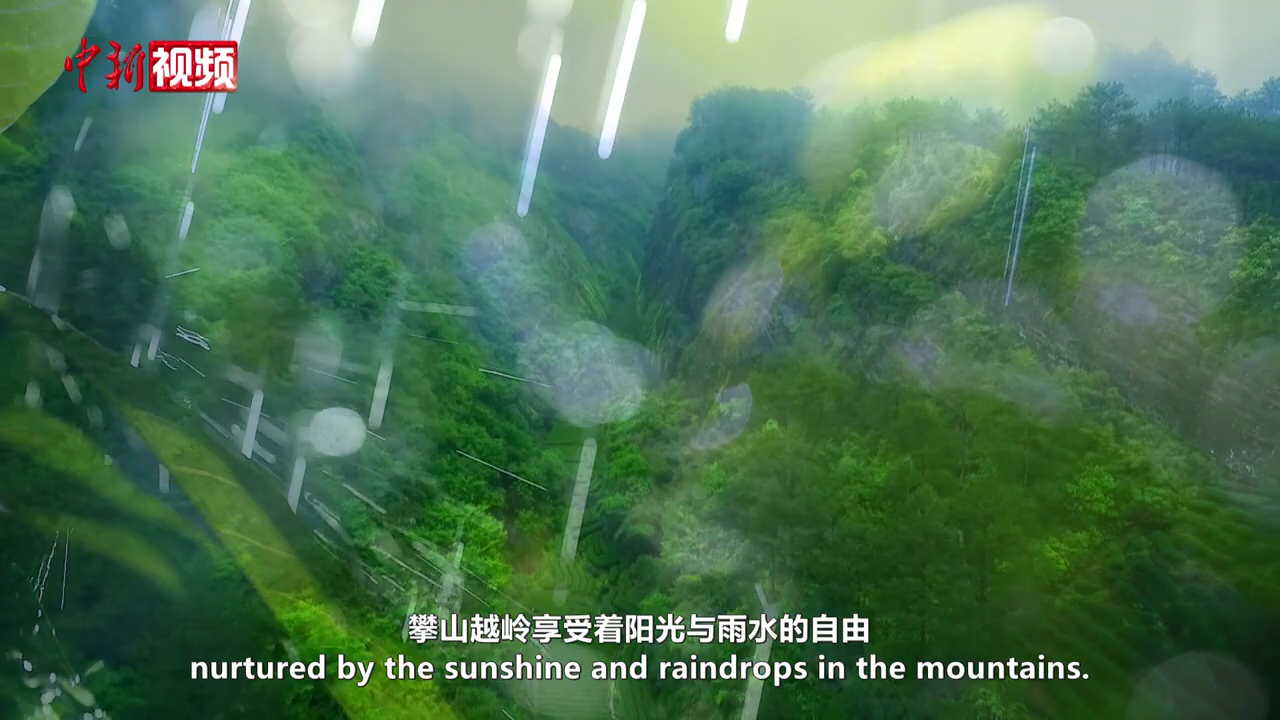 中新视频
攀山越岭享受着阳光与雨水的自由
nurtured by the sunshine and raindrops in the mountains.